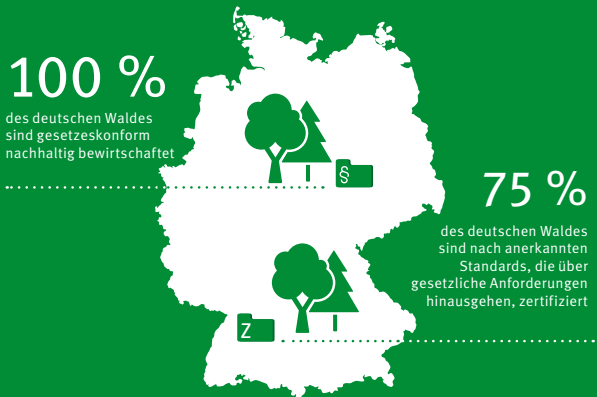 100 %
des deutschen Waldes
sind gesetzeskonform
nachhaltig bewirtschaftet
§
75 %
des deutschen Waldes
sind nach anerkannten
Standards, die über
gesetzliche Anforderungen
hinausgehen, zertifiziert
Z